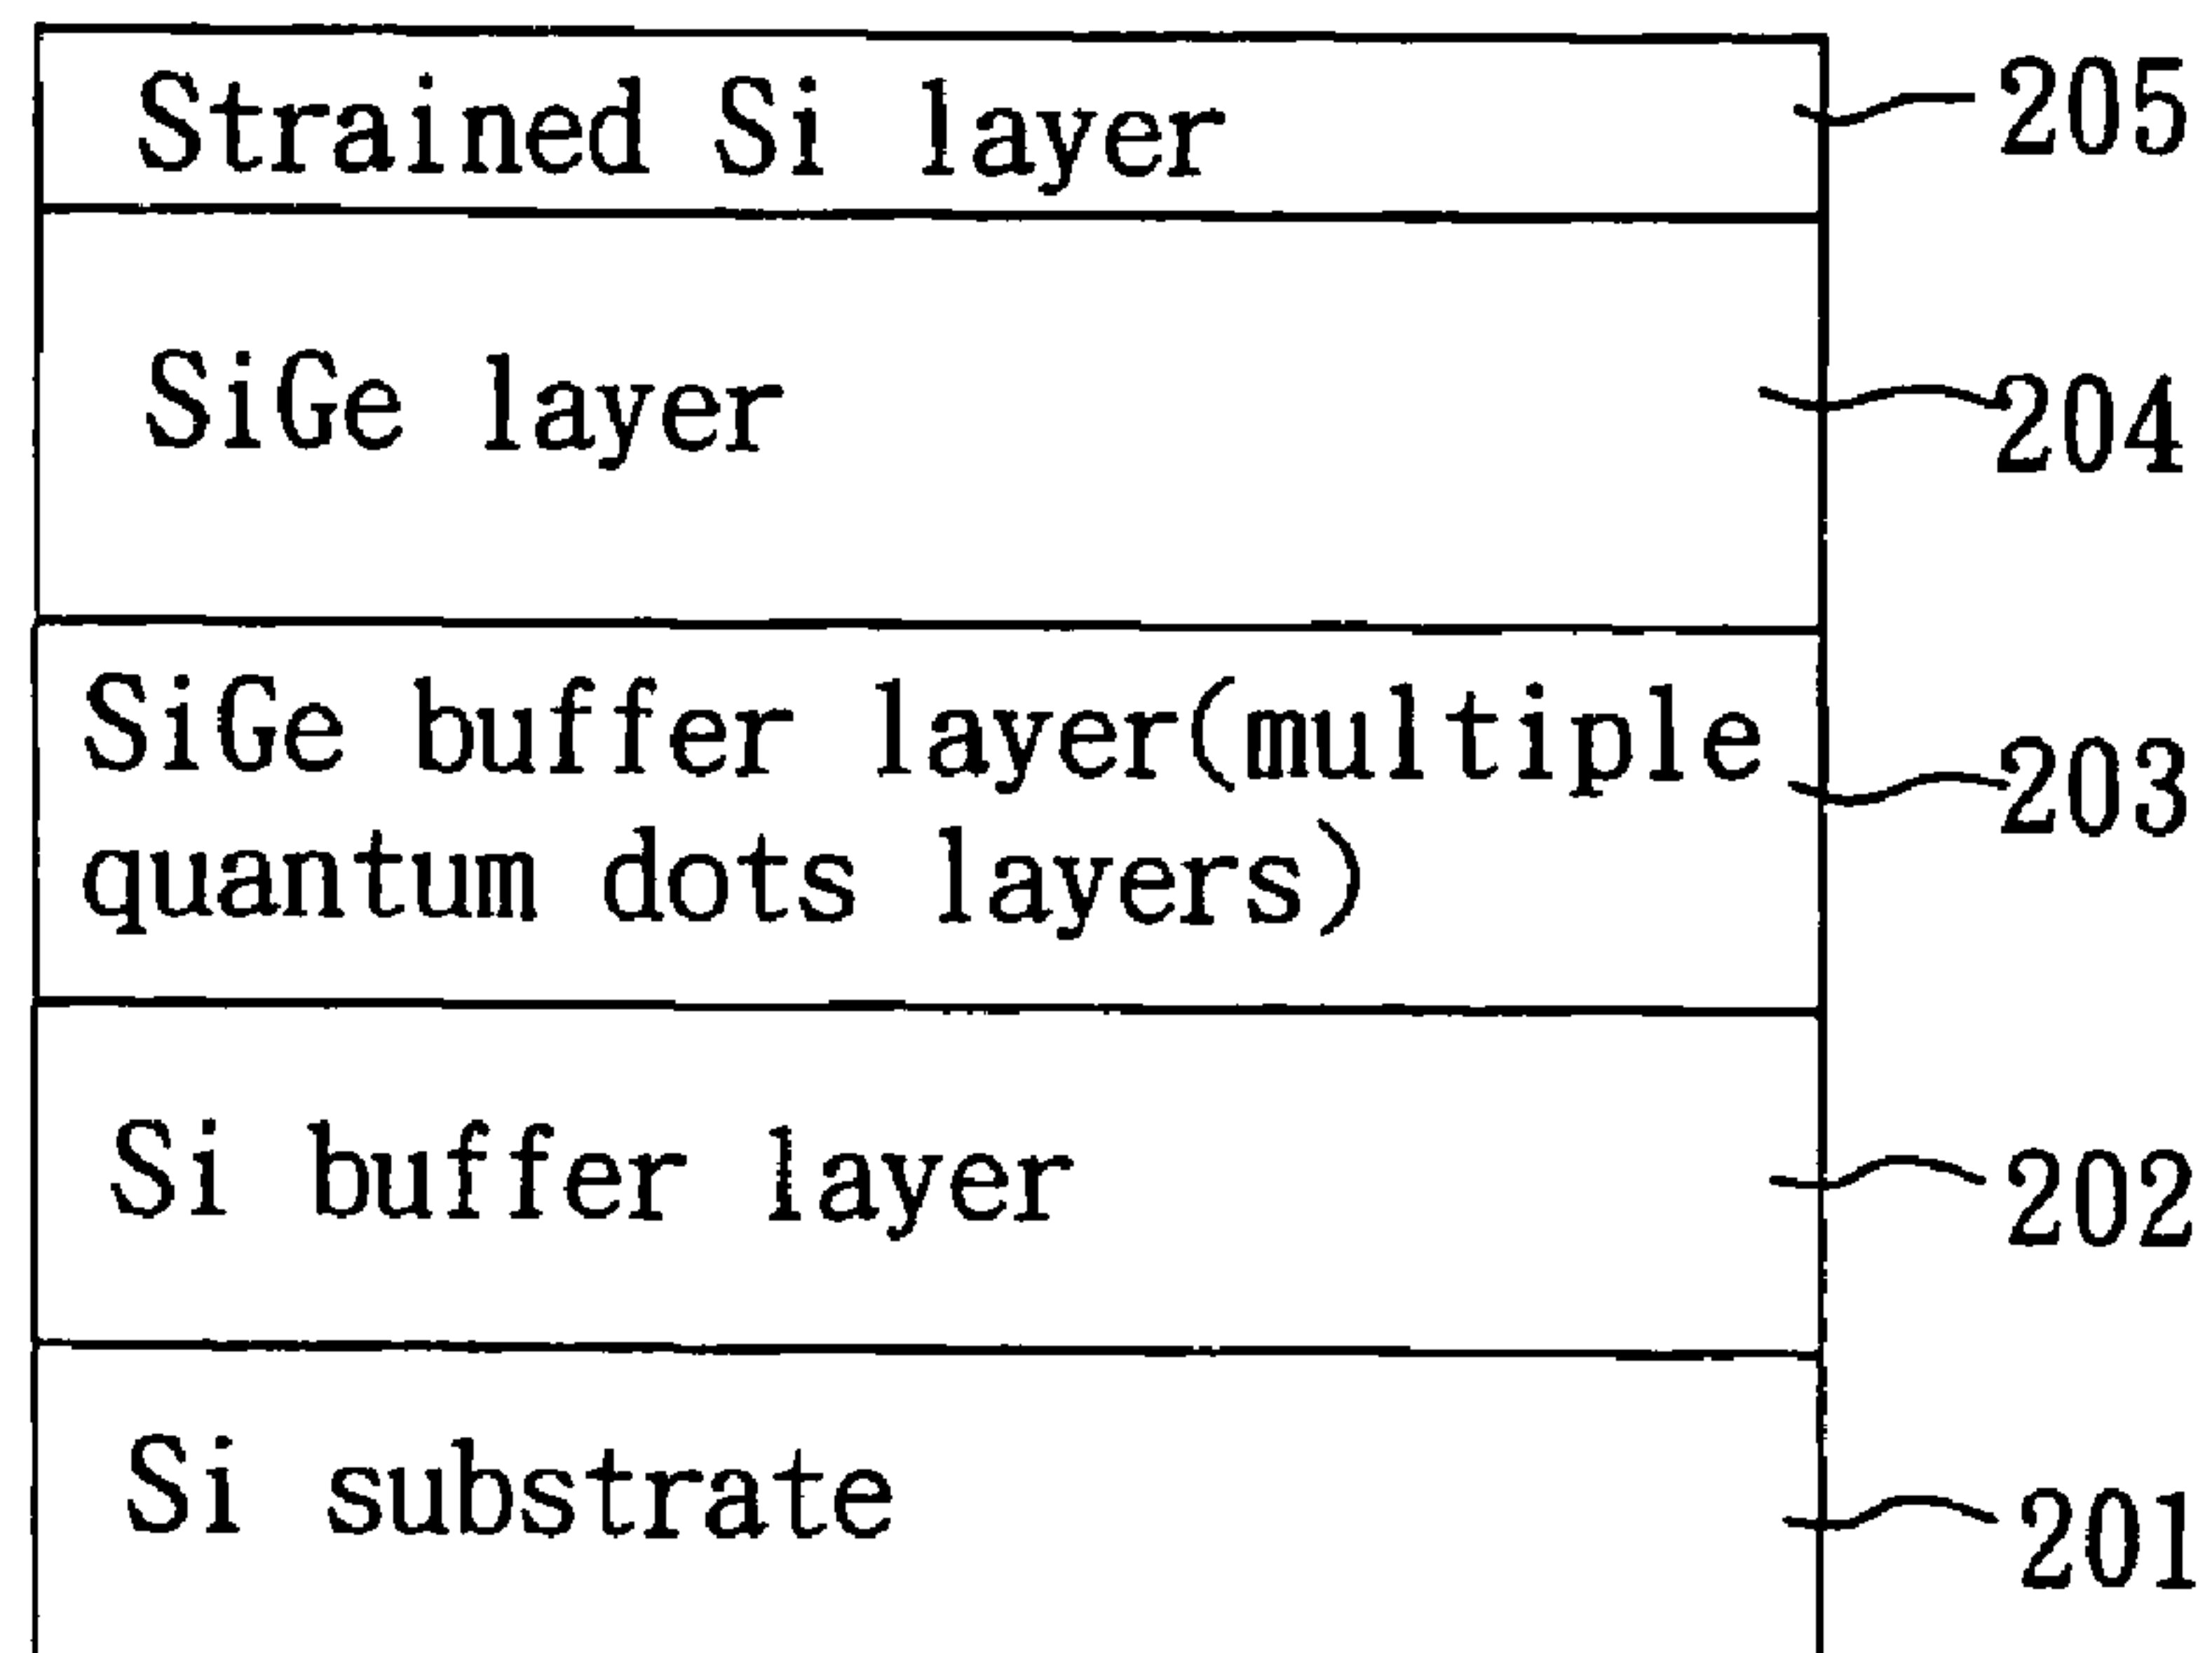 Strained Si layer
205
SiGe layer
204
SiGe buffer layer(multiple
quantum dots layers)
203
Si buffer layer
202
Si substrate
201